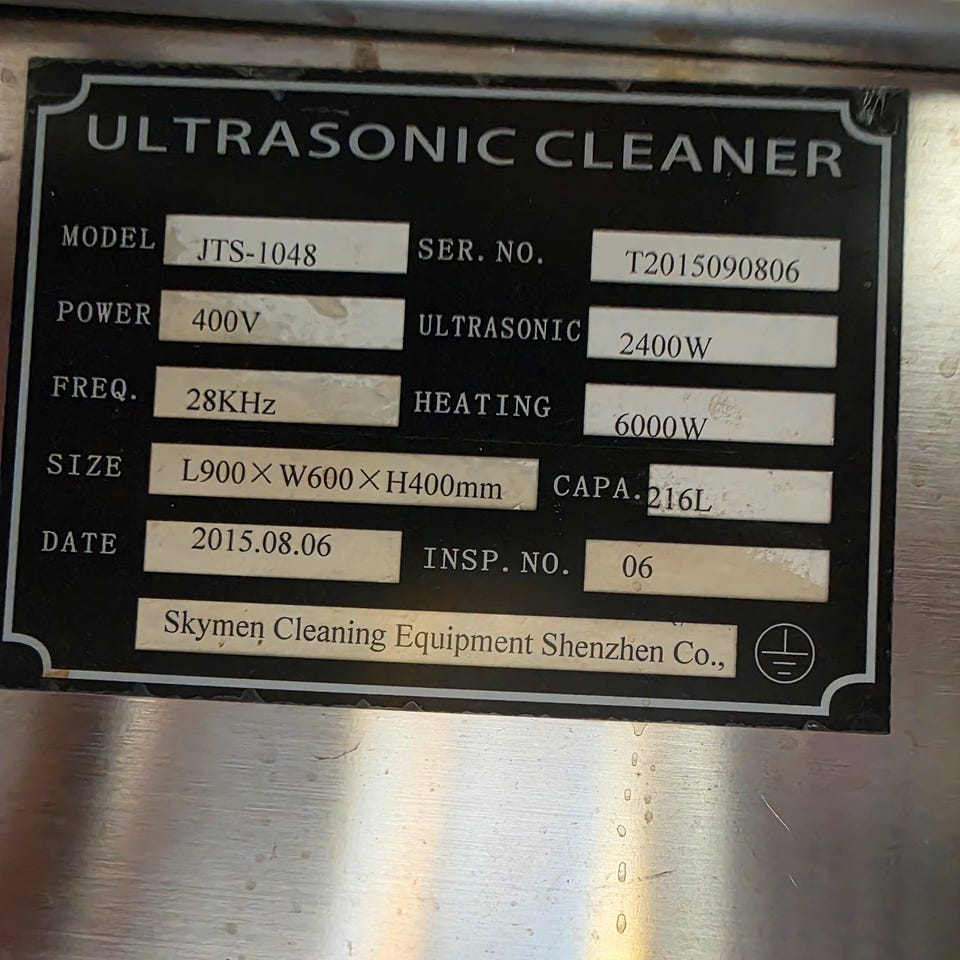 ULTRASONIC CLEANER
MODEL JTS-1048 SER. NO. T2015090806
POWER 400V ULTRASONIC 2400W
FREQ. 28KHz HEATING 6000W
SIZE L900×W600×H400mm CAPA. 216L
DATE 2015.08.06 INSP. NO. 06
Skymen Cleaning Equipment Shenzhen Co.,